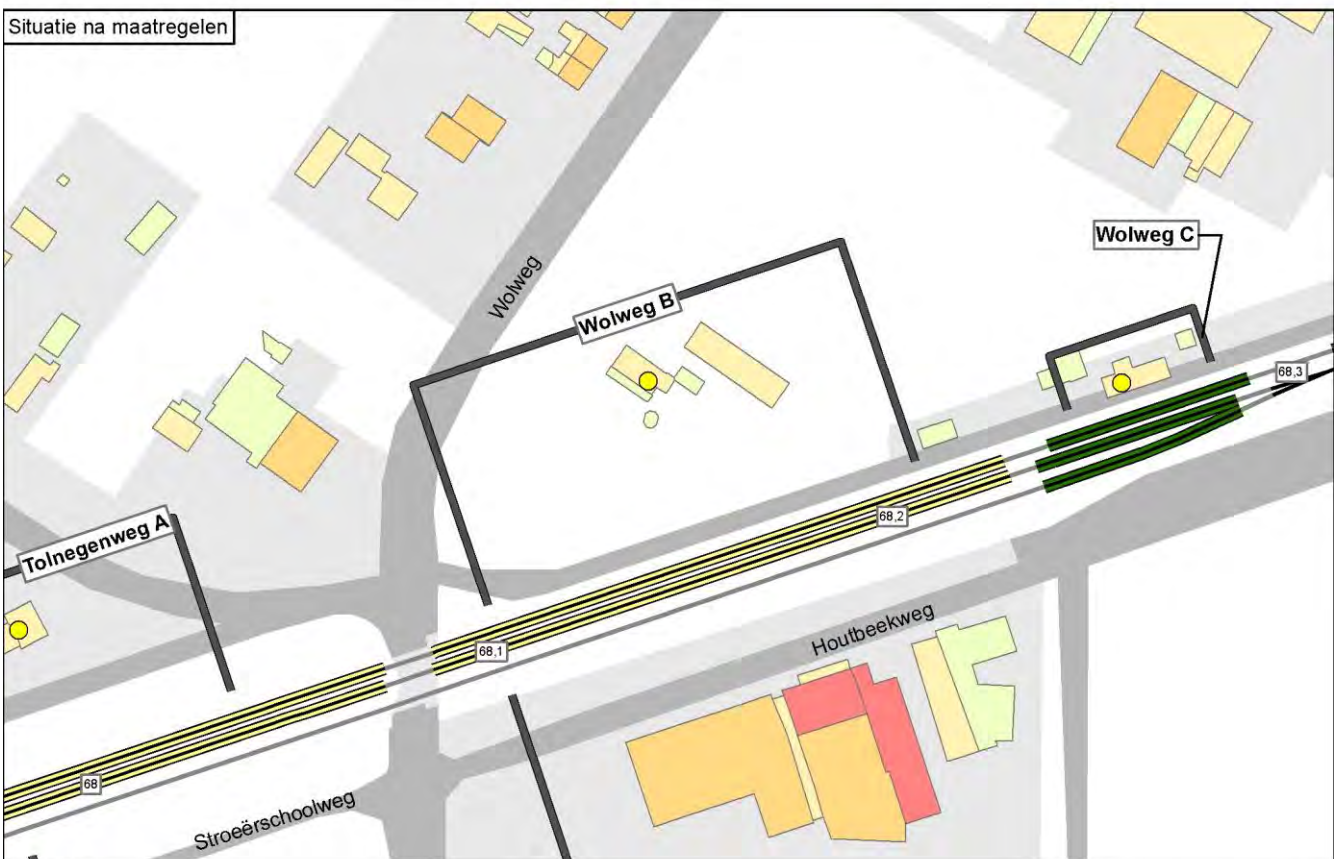 Situatie na maatregelen
Wolweg C
Wolweg
Wolweg B
68,3
Tolnegenweg A
68,2
Houtbeekweg
68,1
68
Stroeërschoolweg